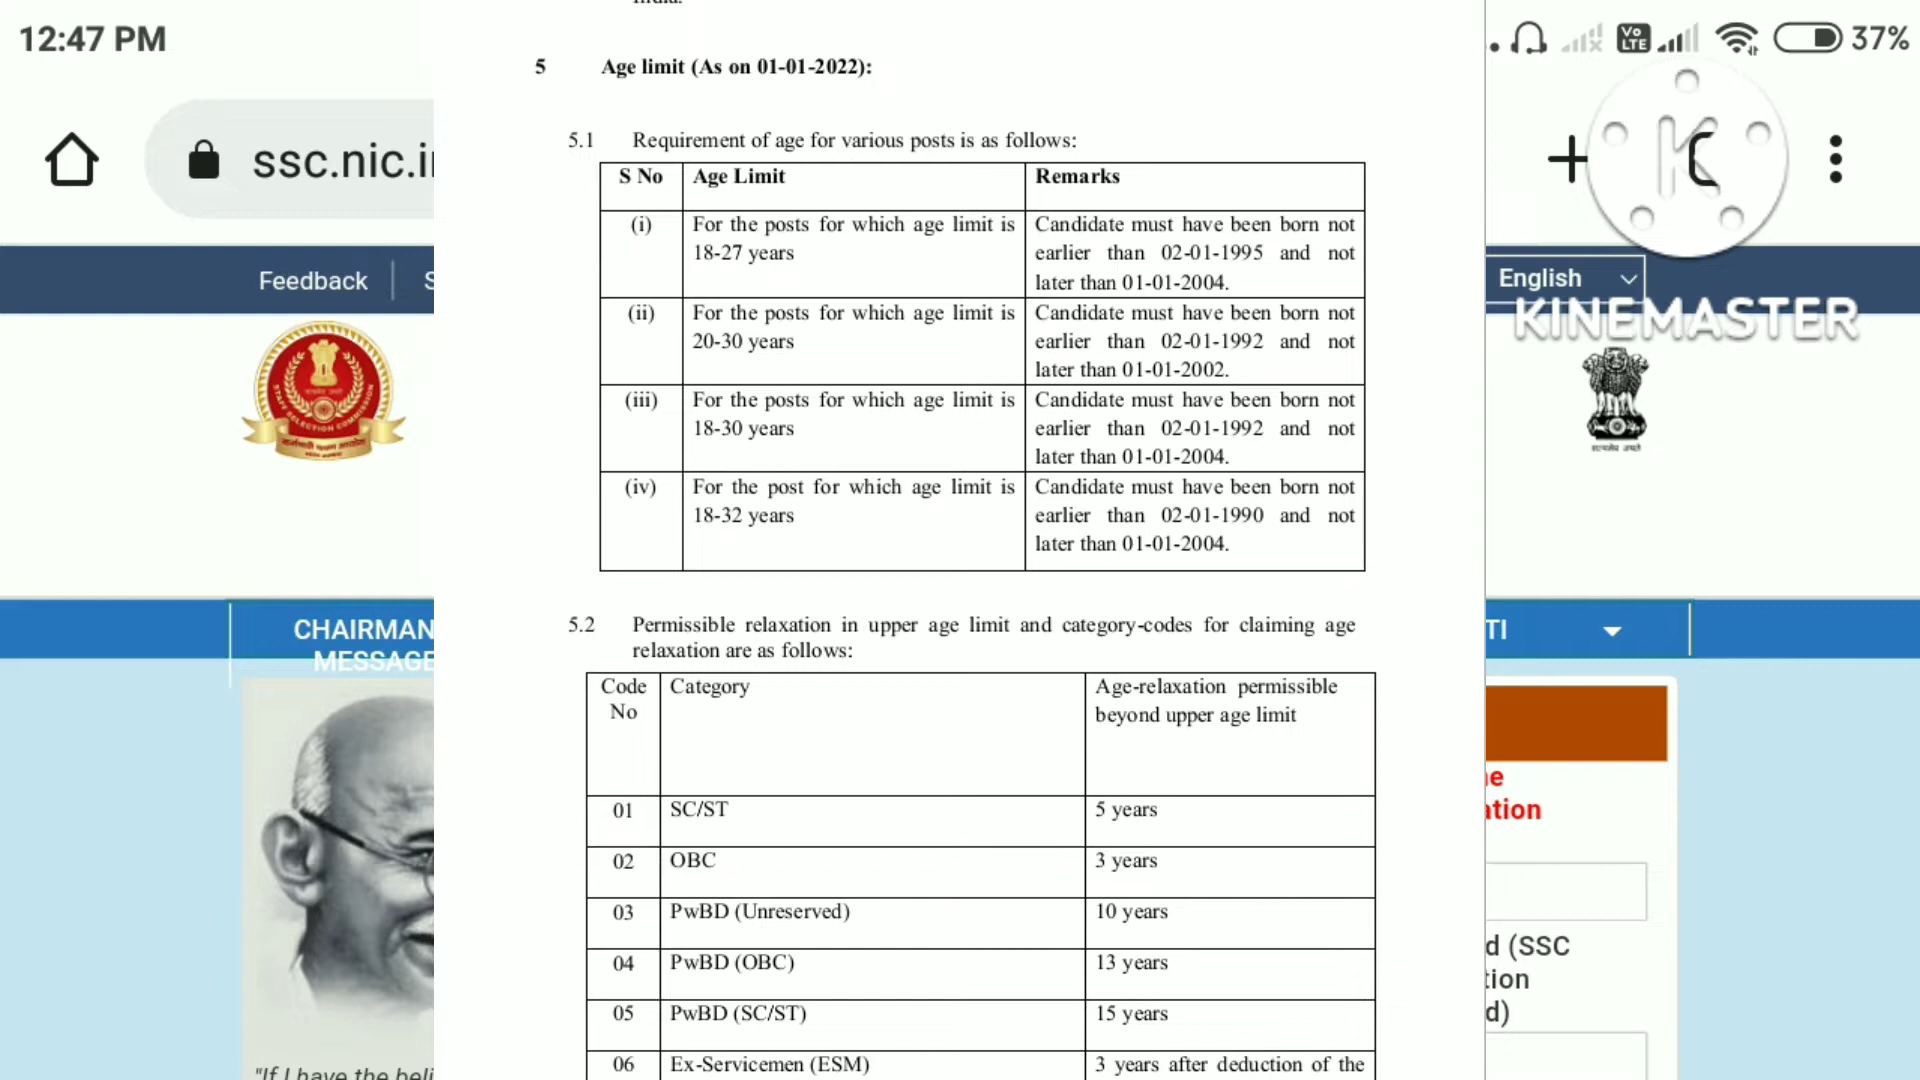 12:47 PM
37%
ssc.nic.i
Feedback
English
KINEMASTER
CHAIRMAN
MESSAGE
TI
5 Age limit (As on 01-01-2022):
5.1 Requirement of age for various posts is as follows:
S No Age Limit Remarks
(i) For the posts for which age limit is Candidate must have been born not
18-27 years earlier than 02-01-1995 and not
later than 01-01-2004.
(ii) For the posts for which age limit is Candidate must have been born not
20-30 years earlier than 02-01-1992 and not
later than 01-01-2002.
(iii) For the posts for which age limit is Candidate must have been born not
18-30 years earlier than 02-01-1992 and not
later than 01-01-2004.
(iv) For the post for which age limit is Candidate must have been born not
18-32 years earlier than 02-01-1990 and not
later than 01-01-2004.
5.2 Permissible relaxation in upper age limit and category-codes for claiming age
relaxation are as follows:
Code Category Age-relaxation permissible
No beyond upper age limit
01 SC/ST 5 years
02 OBC 3 years
03 PwBD (Unreserved) 10 years
04 PwBD (OBC) 13 years
05 PwBD (SC/ST) 15 years
06 Ex-Servicemen (ESM) 3 years after deduction of the
ation
d (SSC
tion
d)
"If I have the beli